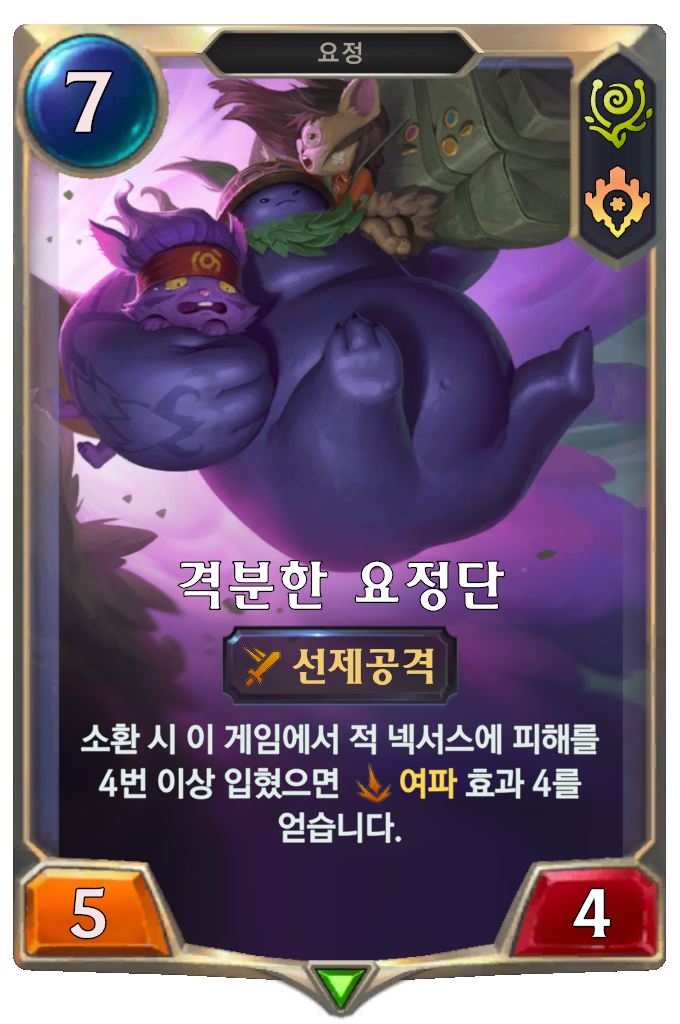 요정
7
격분한 요정단
선제공격
소환 시 이 게임에서 적 넥서스에 피해를
4번 이상 입혔으면 여파 효과 4를
얻습니다.
5
4